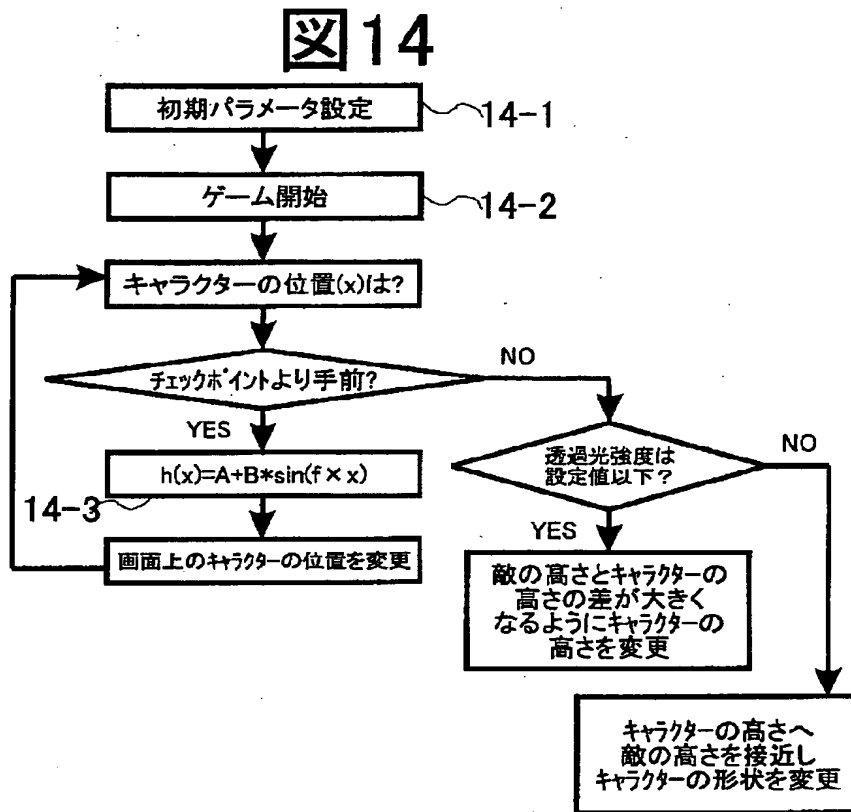 図14
初期パラメータ設定
14-1
ゲーム開始
14-2
キャラクターの位置(x)は?
チェックポイントより手前?
NO
YES
h(x)=A+B*sin(f×x)
14-3
画面上のキャラクターの位置を変更
透過光強度は
設定値以下?
NO
YES
敵の高さとキャラクターの
高さの差が大きく
なるようにキャラクターの
高さを変更
キャラクターの高さへ
敵の高さを接近し
キャラクターの形状を変更